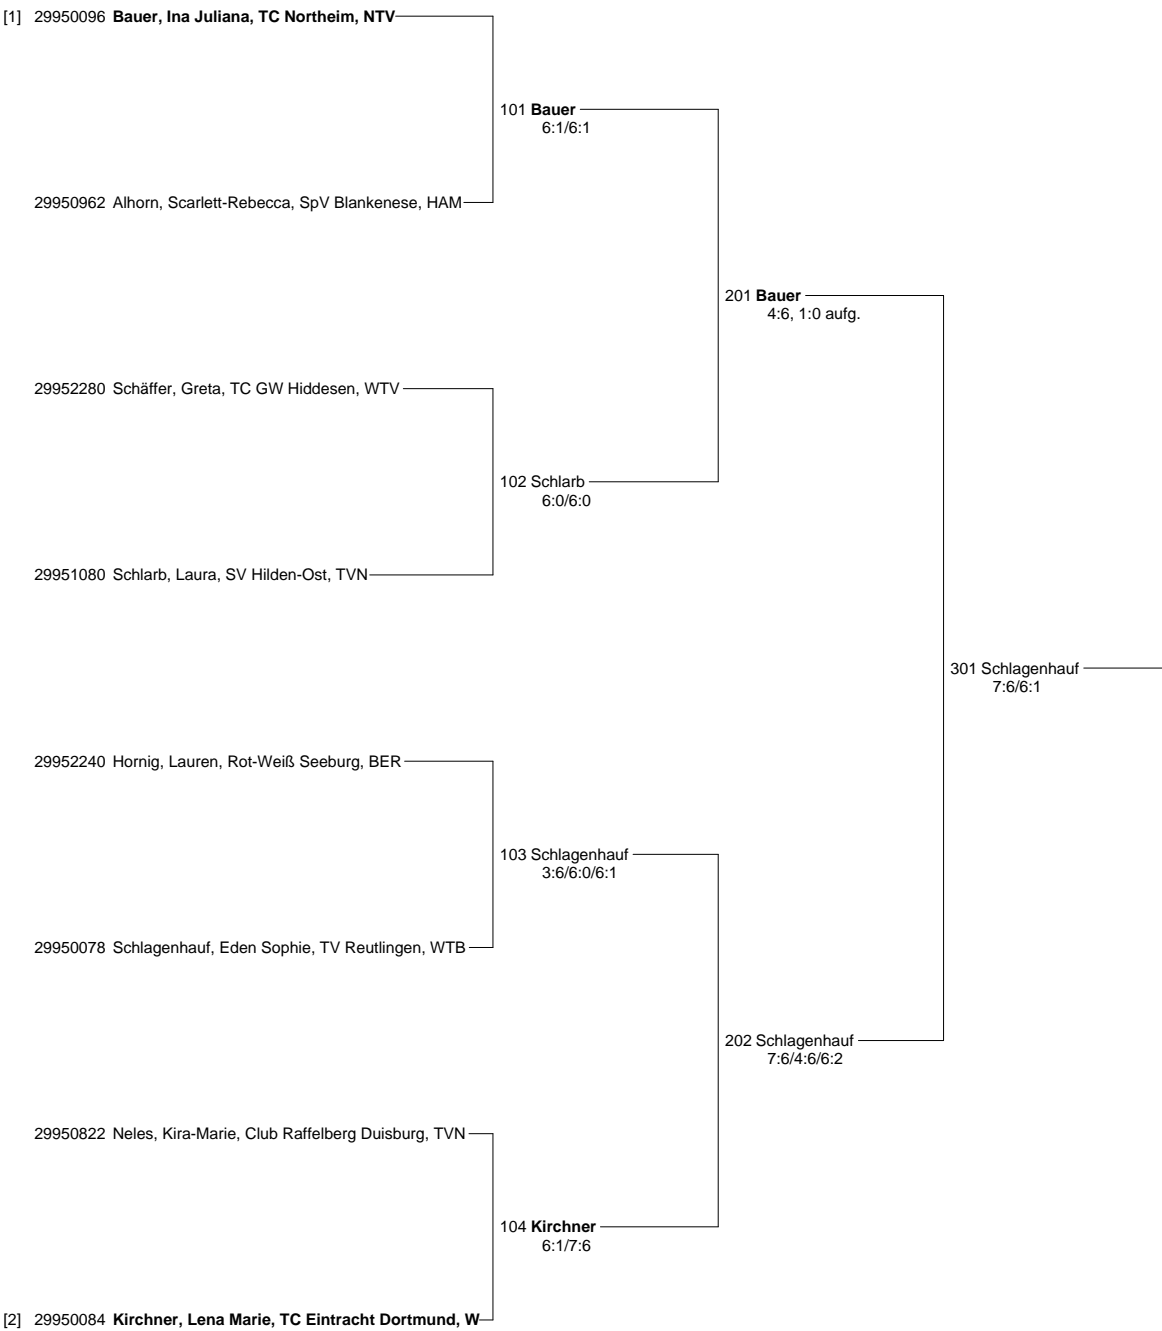 [1] 29950096 Bauer, Ina Juliana, TC Northeim, NTV
101 Bauer
6:1/6:1
29950962 Alhorn, Scarlett-Rebecca, SpV Blankenese, HAM
201 Bauer
4:6, 1:0 aufg.
29952280 Schäffer, Greta, TC GW Hiddesen, WTV
102 Schlarb
6:0/6:0
29951080 Schlarb, Laura, SV Hilden-Ost, TVN
301 Schlagenhauf
7:6/6:1
29952240 Hornig, Lauren, Rot-Weiß Seeburg, BER
103 Schlagenhauf
3:6/6:0/6:1
29950078 Schlagenhauf, Eden Sophie, TV Reutlingen, WTB
202 Schlagenhauf
7:6/4:6/6:2
29950822 Neles, Kira-Marie, Club Raffelberg Duisburg, TVN
104 Kirchner
6:1/7:6
[2] 29950084 Kirchner, Lena Marie, TC Eintracht Dortmund, W